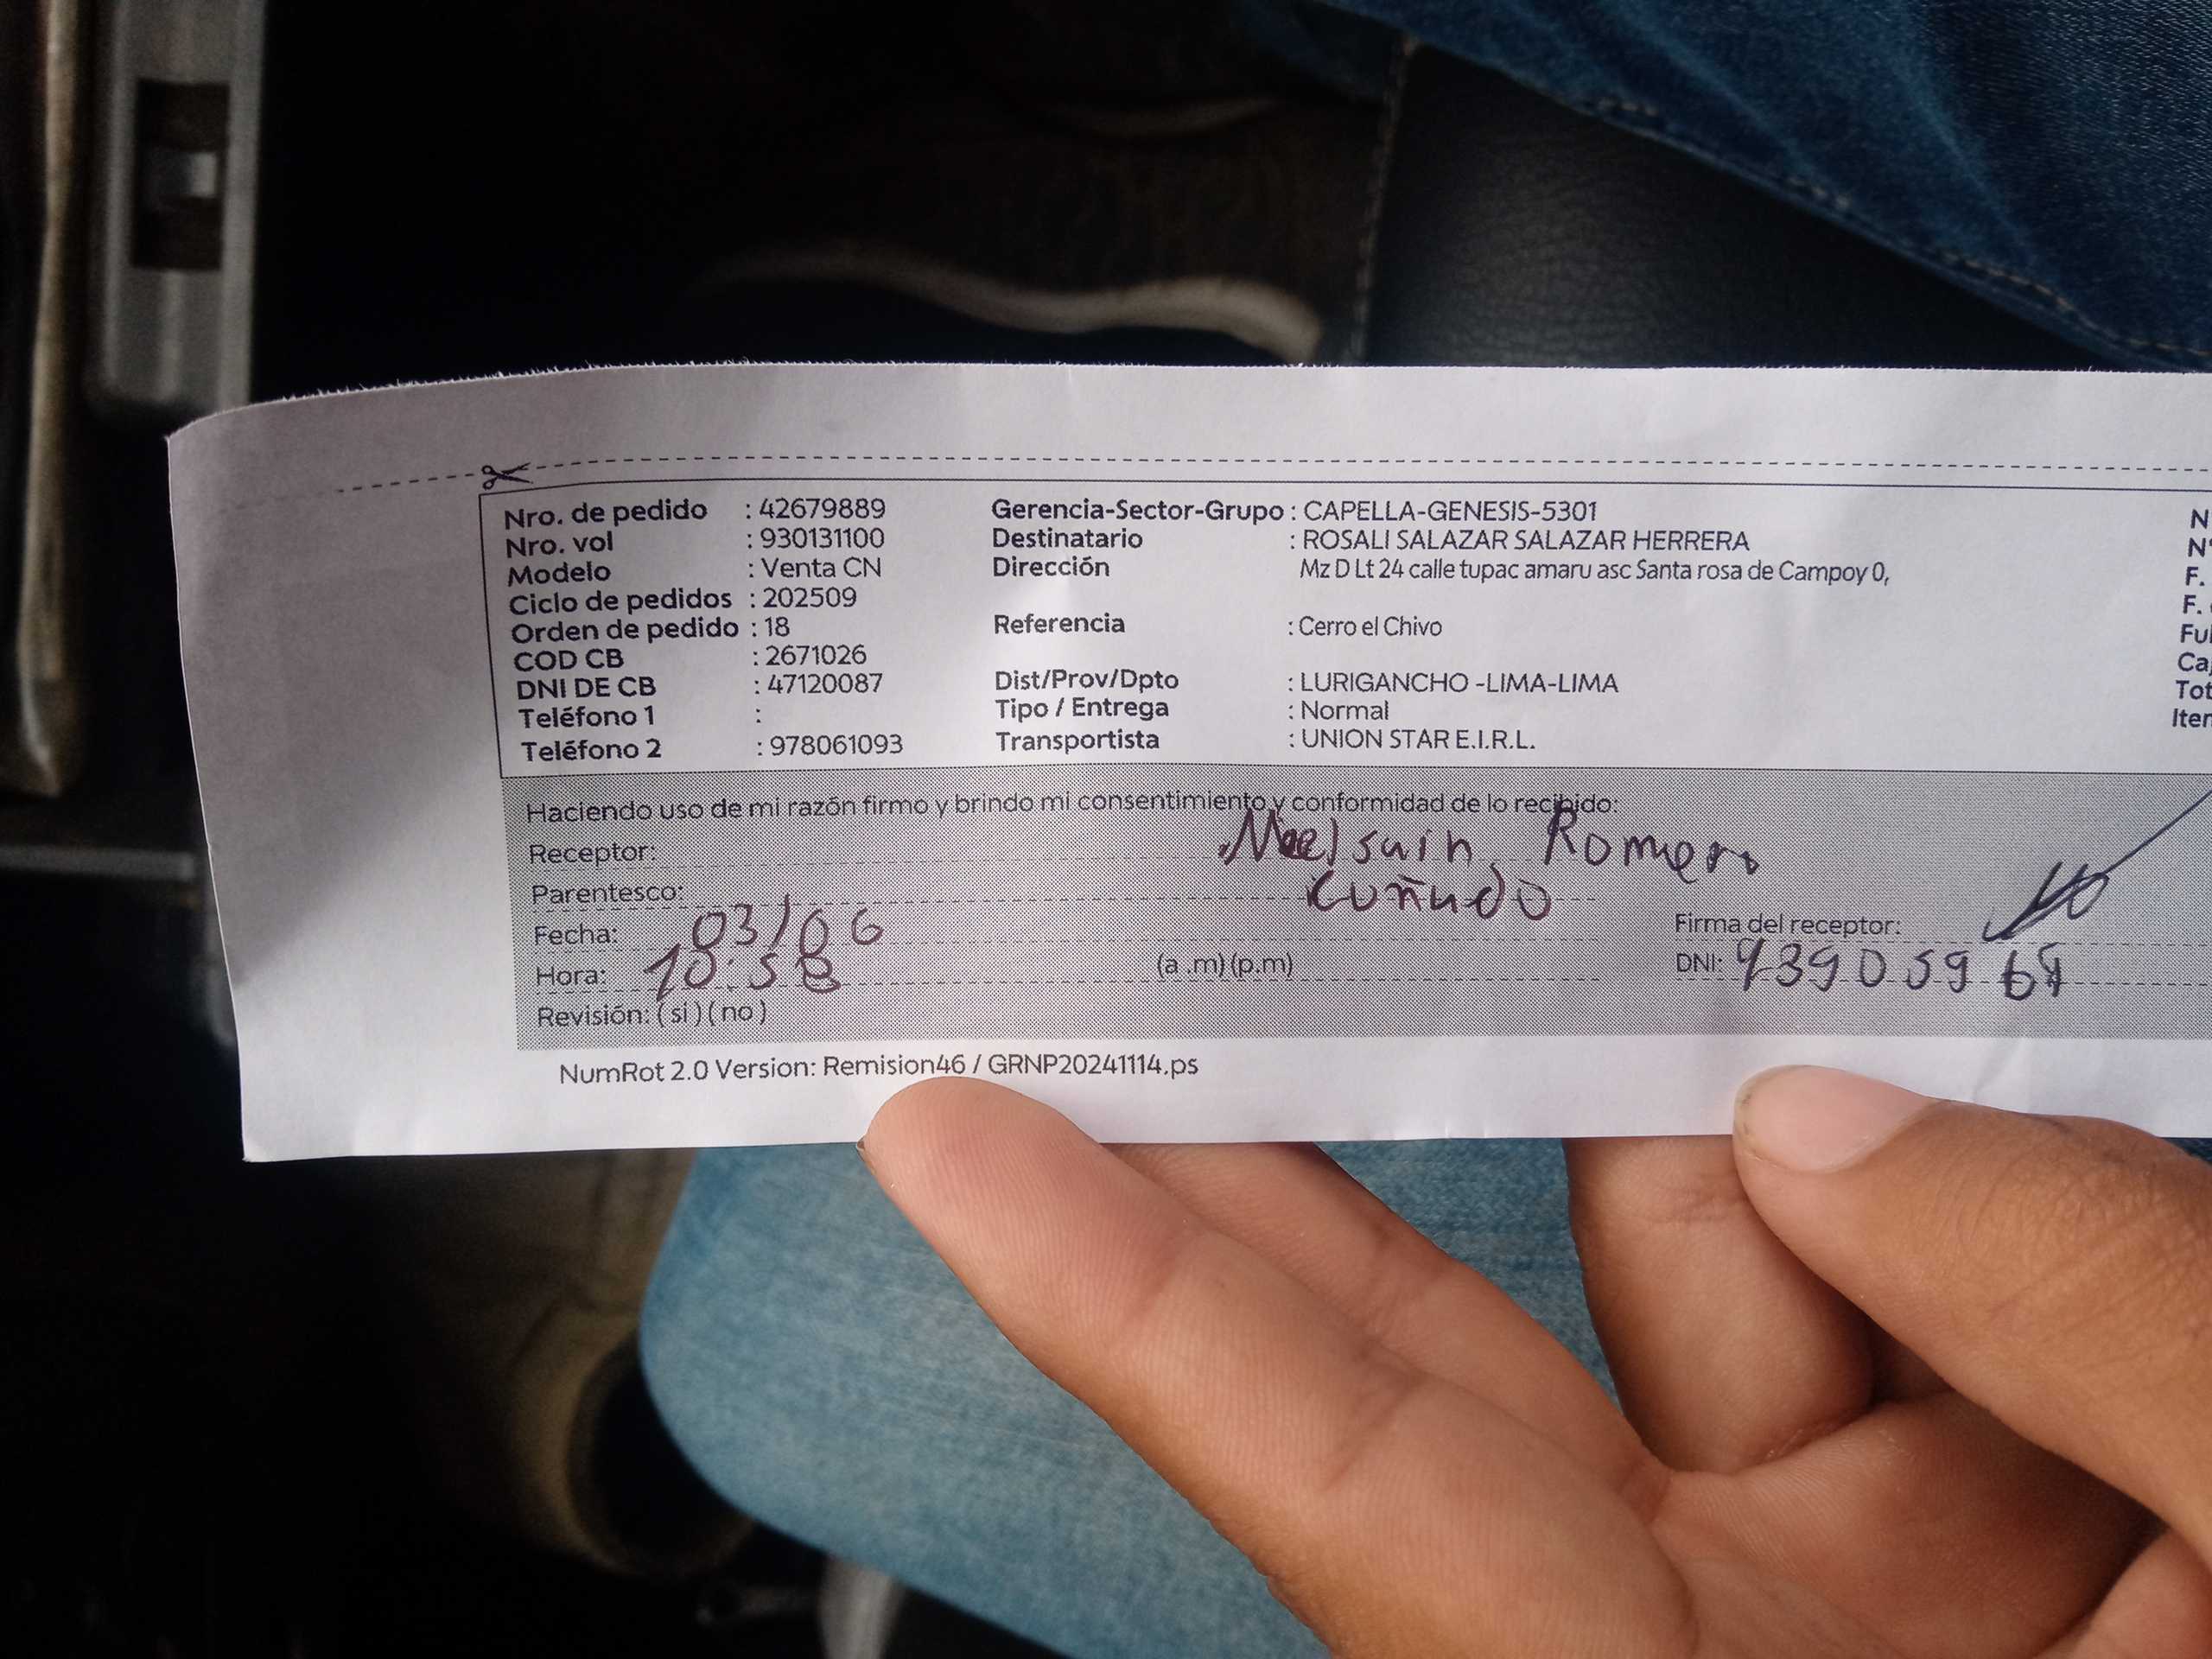 Nro. de pedido : 42679889
Nro. vol : 930131100
Modelo : Venta CN
Ciclo de pedidos : 202509
Orden de pedido : 18
COD CB : 2671026
DNI DE CB : 47120087
Teléfono 1 :
Teléfono 2 : 978061093
Gerencia-Sector-Grupo : CAPELLA-GENESIS-5301
Destinatario : ROSALI SALAZAR SALAZAR HERRERA
Dirección Mz D Lt 24 calle tupac amaru asc Santa rosa de Campoy 0,
Referencia : Cerro el Chivo
Dist/Prov/Dpto : LURIGANCHO -LIMA-LIMA
Tipo / Entrega : Normal
Transportista : UNION STAR E.I.R.L.
Haciendo uso de mi razón firmo y brindo mi consentimiento y conformidad de lo recibido:
Receptor: Romero
Parentesco: cuñado
Fecha: 03/06
Firma del receptor:
Hora: 10:58 (a .m) (p.m)
DNI:
Revisión: ( si ) ( no )
NumRot 2.0 Version: Remision46 / GRNP20241114.ps